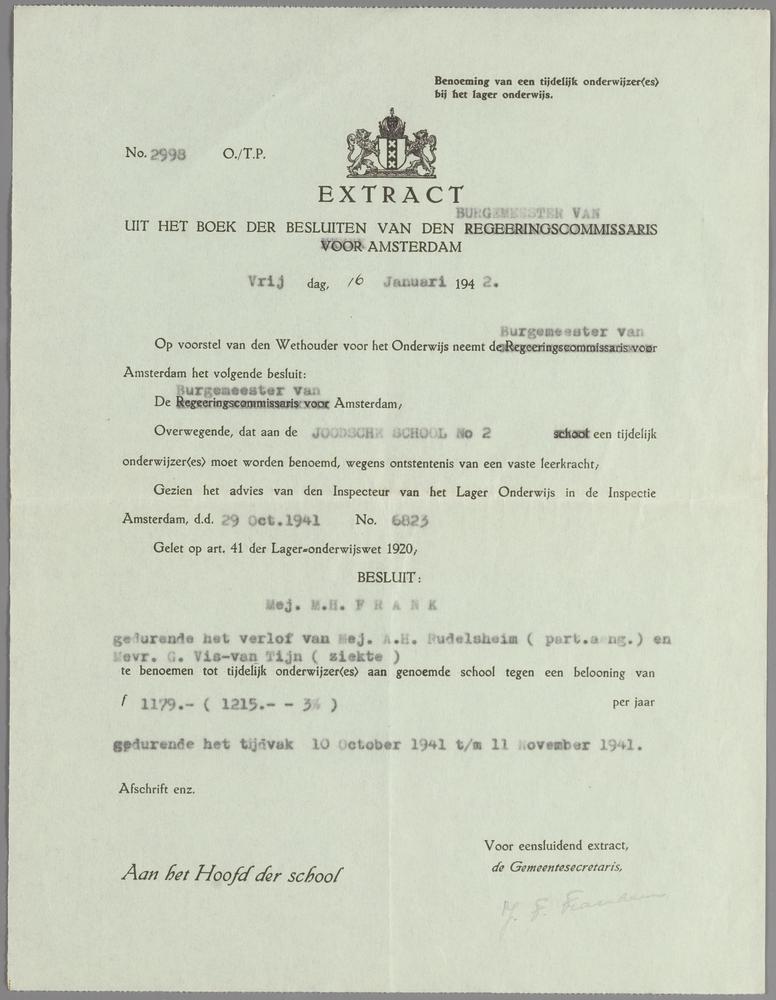 Benoeming van een tijdelijk onderwijzer(es)
bij het lager onderwijs.
No. 2998 O./T.P.
EXTRACT
BURGEMEESTER VAN
UIT HET BOEK DER BESLUITEN VAN DEN REGEERINGSCOMMISSARIS
VOOR AMSTERDAM
Vrij dag, 16 Januari 194 2.
Burgemeester van
Op voorstel van den Wethouder voor het Onderwijs neemt de Regeeringscommissaris voor
Amsterdam het volgende besluit:
Burgemeester van
De Regeeringscommissaris voor Amsterdam,
Overwegende, dat aan de JOODSCHE SCHOOL No 2 school een tijdelijk
onderwijzer(es) moet worden benoemd, wegens ontstentenis van een vaste leerkracht,
Gezien het advies van den Inspecteur van het Lager Onderwijs in de Inspectie
Amsterdam, d.d. 29 Oct.1941 No. 6823
Gelet op art. 41 der Lager-onderwijswet 1920,
BESLUIT:
Mej. M.H. F R A N K
gedurende het verlof van Mej. A.H. Rudelsheim ( part.a ng.) en
Mevr. G. Vis-van Tijn ( ziekte )
te benoemen tot tijdelijk onderwijzer(es) aan genoemde school tegen een belooning van
f 1179.- ( 1215.- - 3% ) per jaar
gedurende het tijdvak 10 October 1941 t/m 11 November 1941.
Afschrift enz.
Voor eensluidend extract,
de Gemeentesecretaris,
Aan het Hoofd der school